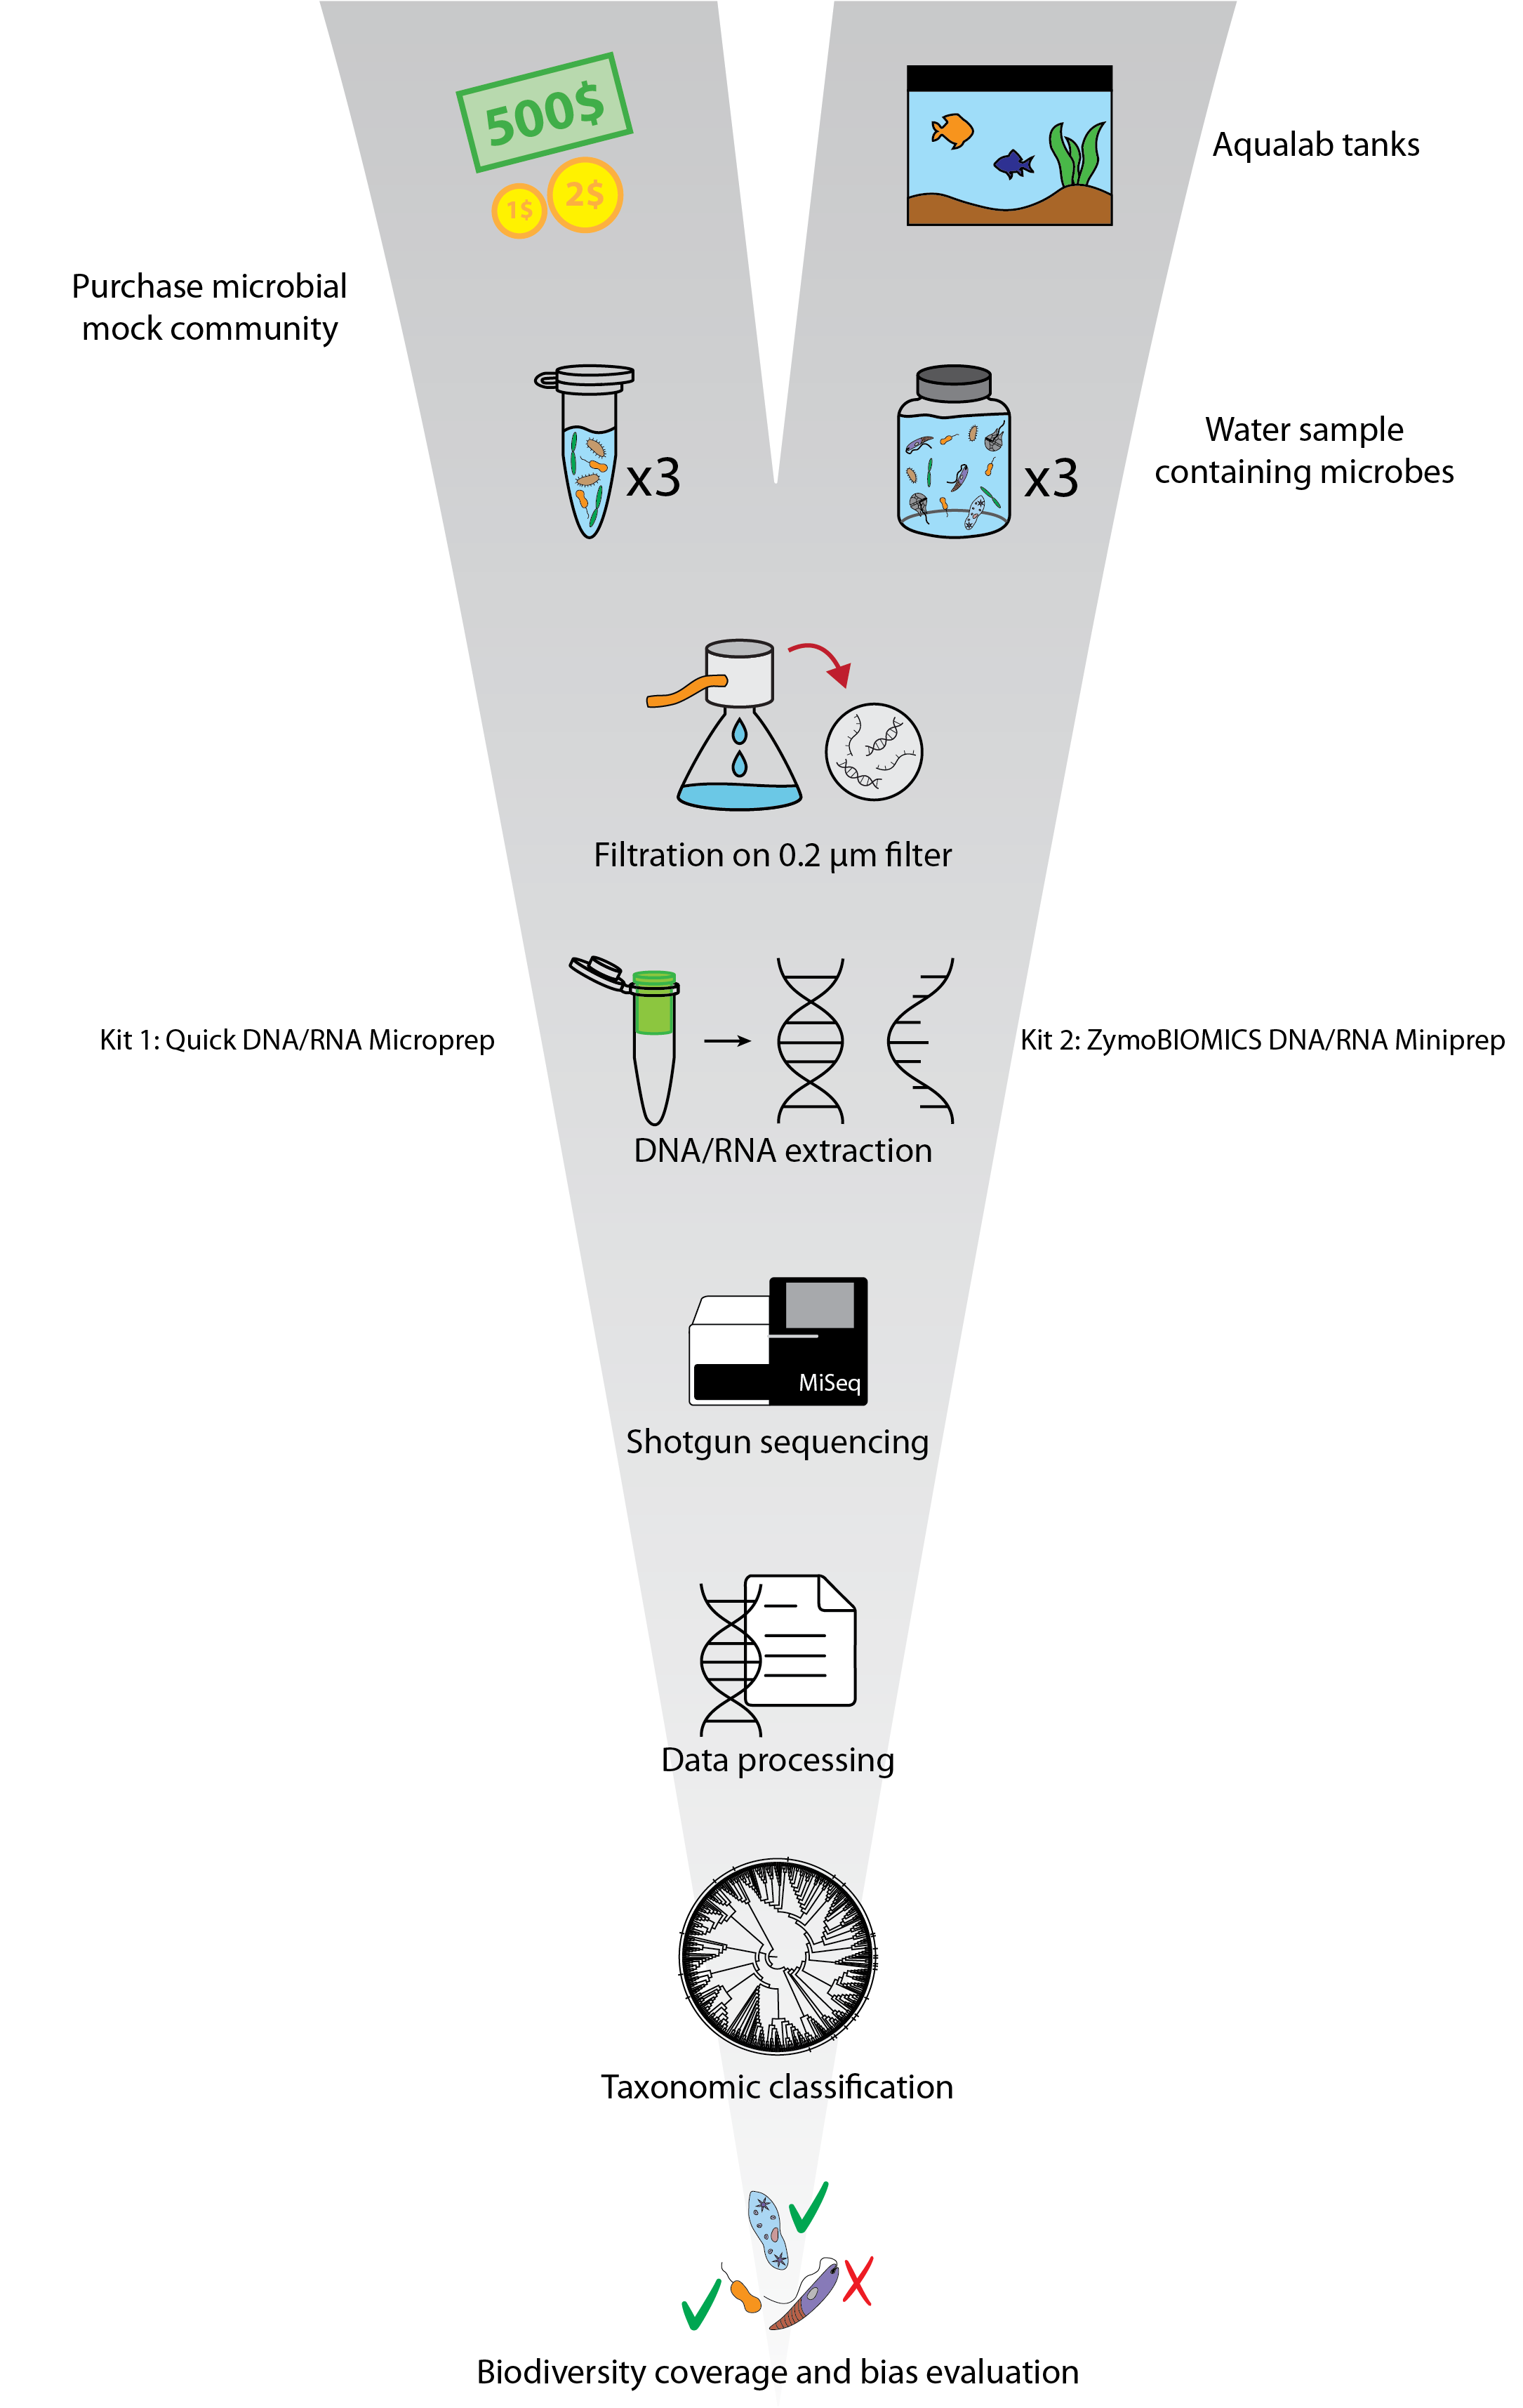 500$
1$
2$
Aqualab tanks
Purchase microbial
mock community
x3
x3
Water sample
containing microbes
Filtration on 0.2 µm filter
Kit 1: Quick DNA/RNA Microprep
Kit 2: ZymoBIOMICS DNA/RNA Miniprep
DNA/RNA extraction
MiSeq
Shotgun sequencing
Data processing
Taxonomic classification
Biodiversity coverage and bias evaluation